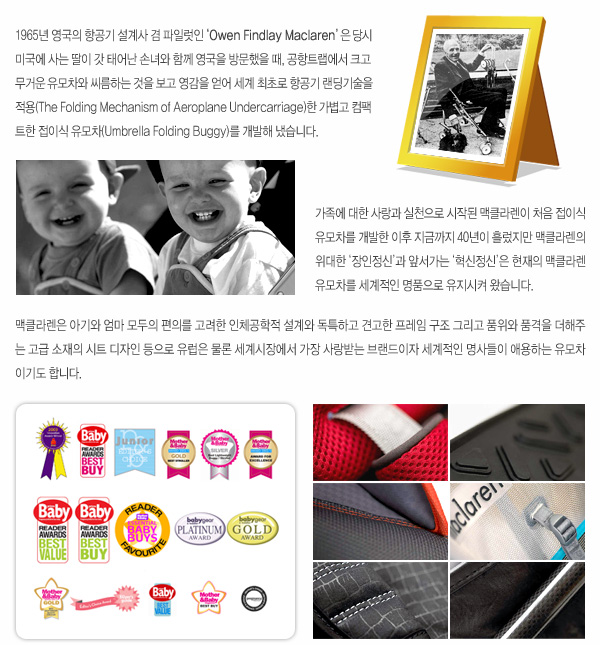 1965년 영국의 항공기 설계사 겸 파일럿인 ‘Owen Findlay Maclaren’은 당시
미국에 사는 딸이 갓 태어난 손녀와 함께 영국을 방문했을 때, 공항트랩에서 크고
무거운 유모차와 씨름하는 것을 보고 영감을 얻어 세계 최초로 항공기 랜딩기술을
적용(The Folding Mechanism of Aeroplane Undercarriage)한 가볍고 컴팩
트한 접이식 유모차(Umbrella Folding Buggy)를 개발해 냈습니다.
가족에 대한 사랑과 실천으로 시작된 맥클라렌이 처음 접이식
유모차를 개발한 이후 지금까지 40년이 흘렀지만 맥클라렌의
위대한 ‘장인정신’과 앞서가는 ‘혁신정신’은 현재의 맥클라렌
유모차를 세계적인 명품으로 유지시켜 왔습니다.
맥클라렌은 아기와 엄마 모두의 편의를 고려한 인체공학적 설계와 독특하고 견고한 프레임 구조 그리고 품위와 품격을 더해주
는 고급 소재의 시트 디자인 등으로 유럽은 물론 세계시장에서 가장 사랑받는 브랜드이자 세계적인 명사들이 애용하는 유모차
이기도 합니다.
Baby
READER
AWARDS
BEST
BUY
Junior
Mother&Baby
GOLD
Mother&Baby
SILVER
Mother&Baby
AWARD FOR
EXCELLENCE
Baby
READER
AWARDS
BEST
VALUE
Baby
READER
AWARDS
BEST
BUY
READER
ESSENTIAL
BABY
BUYS
FAVOURITE
babygear
PLATINUM
AWARD
babygear
GOLD
AWARD
Mother&Baby
GOLD
Baby
BEST
BUY
Mother&Baby
BEST BUY
maclaren